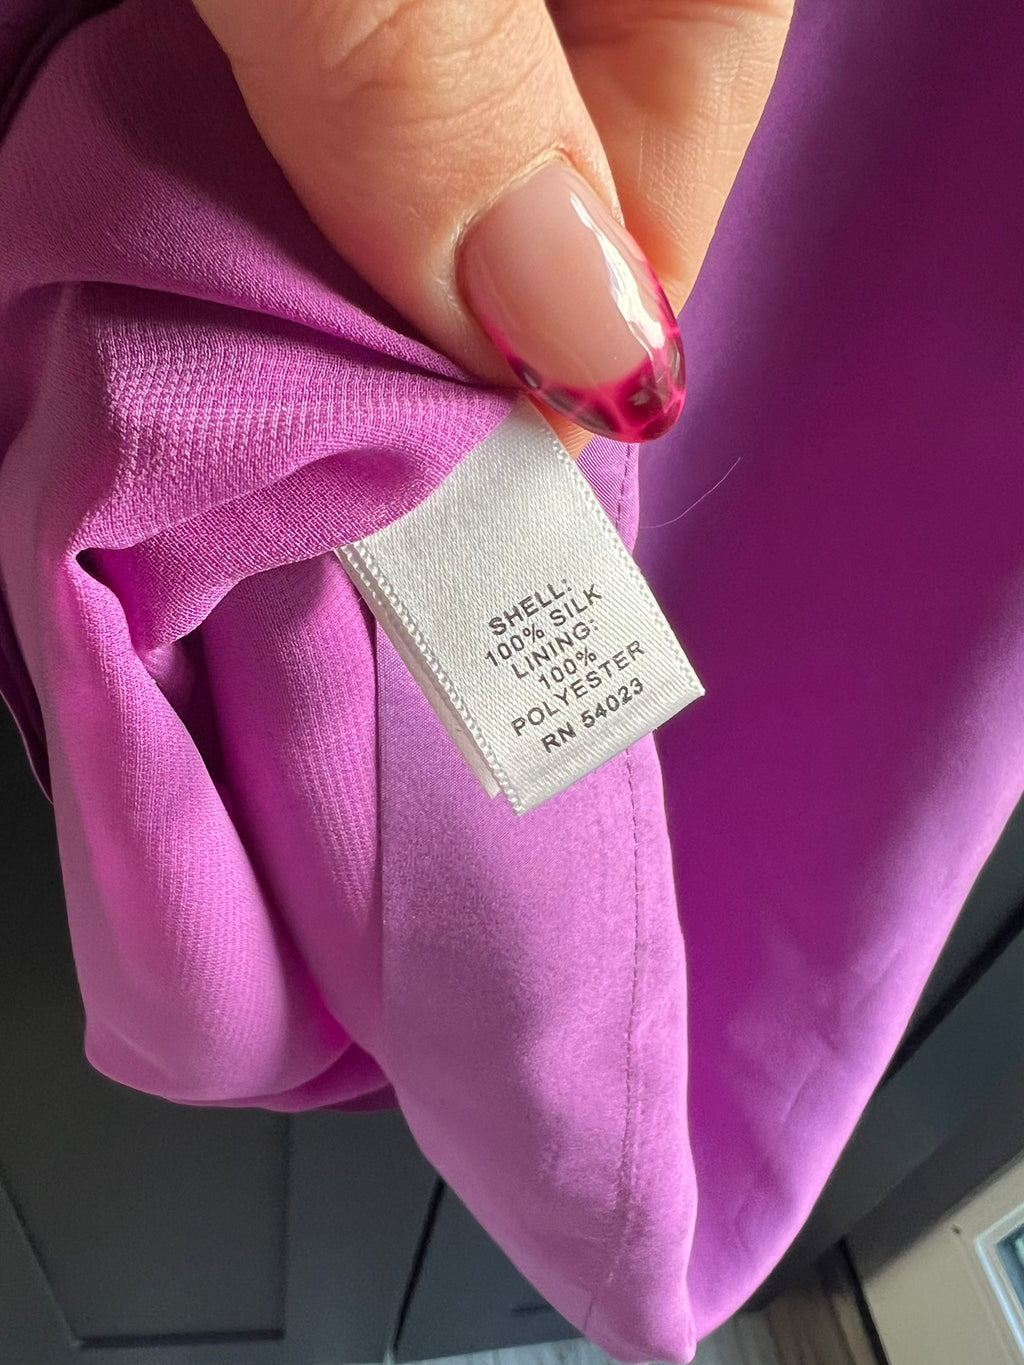 SHELL:
100% SILK
LINING:
100%
POLYESTER
RN 54023